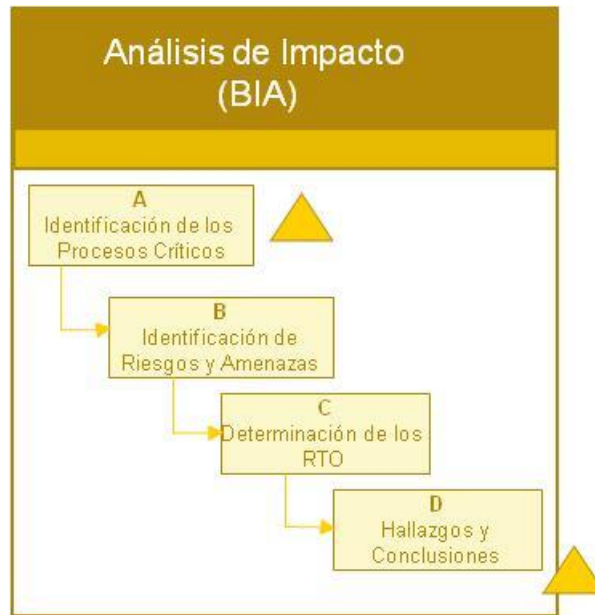 Análisis de Impacto
(BIA)
A
Identificación de los
Procesos Críticos
B
Identificación de
Riesgos y Amenazas
C
Determinación de los
RTO
D
Hallazgos y
Conclusiones